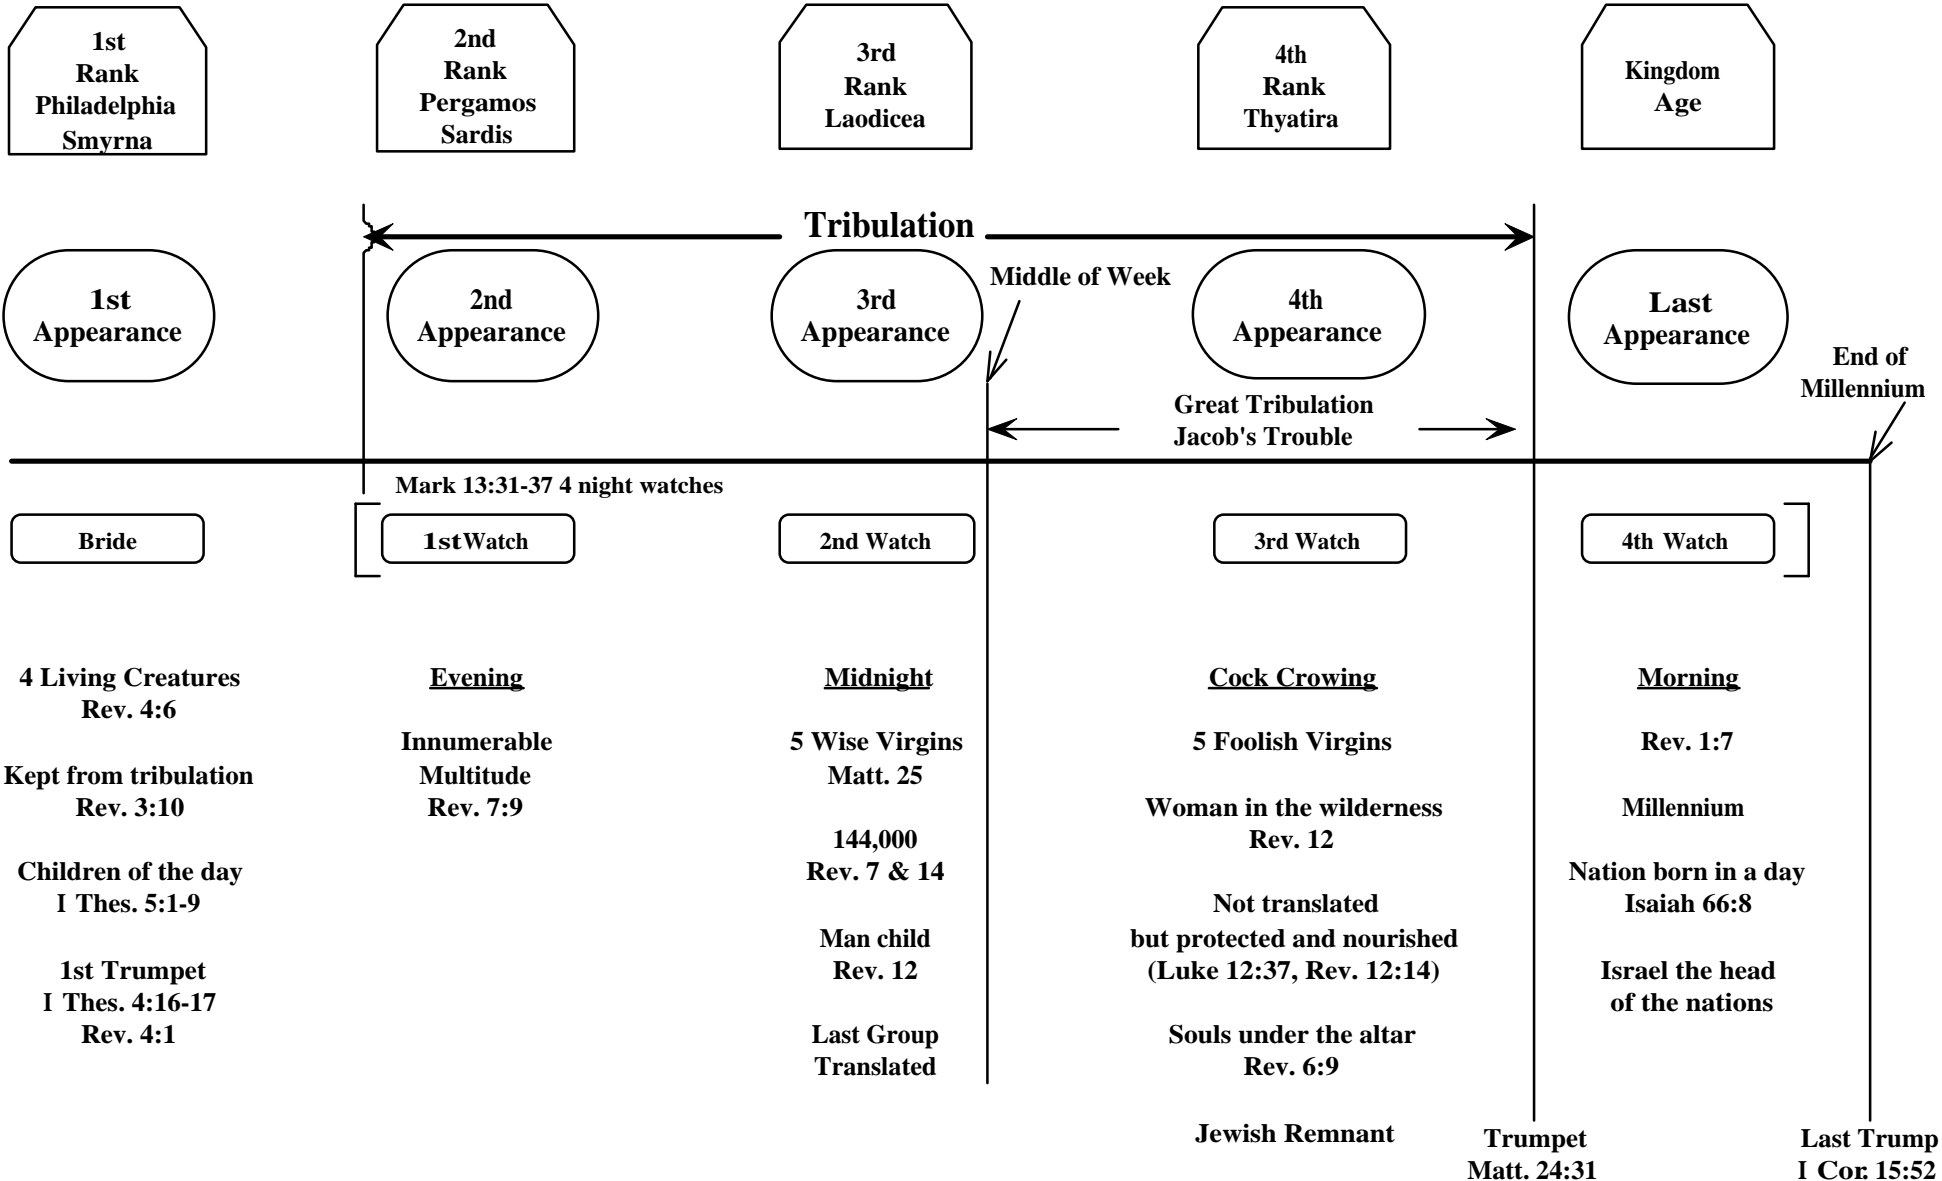 1st
Rank
Philadelphia
Smyrna
2nd
Rank
Pergamos
Sardis
3rd
Rank
Laodicea
4th
Rank
Thyatira
Kingdom
Age
Tribulation
1st
Appearance
2nd
Appearance
3rd
Appearance
Middle of Week
4th
Appearance
Last
Appearance
End of
Millennium
Great Tribulation
Jacob's Trouble
Mark 13:31-37 4 night watches
Bride
1st Watch
2nd Watch
3rd Watch
4th Watch
4 Living Creatures
Rev. 4:6
Kept from tribulation
Rev. 3:10
Children of the day
I Thes. 5:1-9
1st Trumpet
I Thes. 4:16-17
Rev. 4:1
Evening
Innumerable
Multitude
Rev. 7:9
Midnight
5 Wise Virgins
Matt. 25
144,000
Rev. 7 & 14
Man child
Rev. 12
Last Group
Translated
Cock Crowing
5 Foolish Virgins
Woman in the wilderness
Rev. 12
Not translated
but protected and nourished
(Luke 12:37, Rev. 12:14)
Souls under the altar
Rev. 6:9
Jewish Remnant
Morning
Rev. 1:7
Millennium
Nation born in a day
Isaiah 66:8
Israel the head
of the nations
Trumpet
Matt. 24:31
Last Trump
I Cor. 15:52